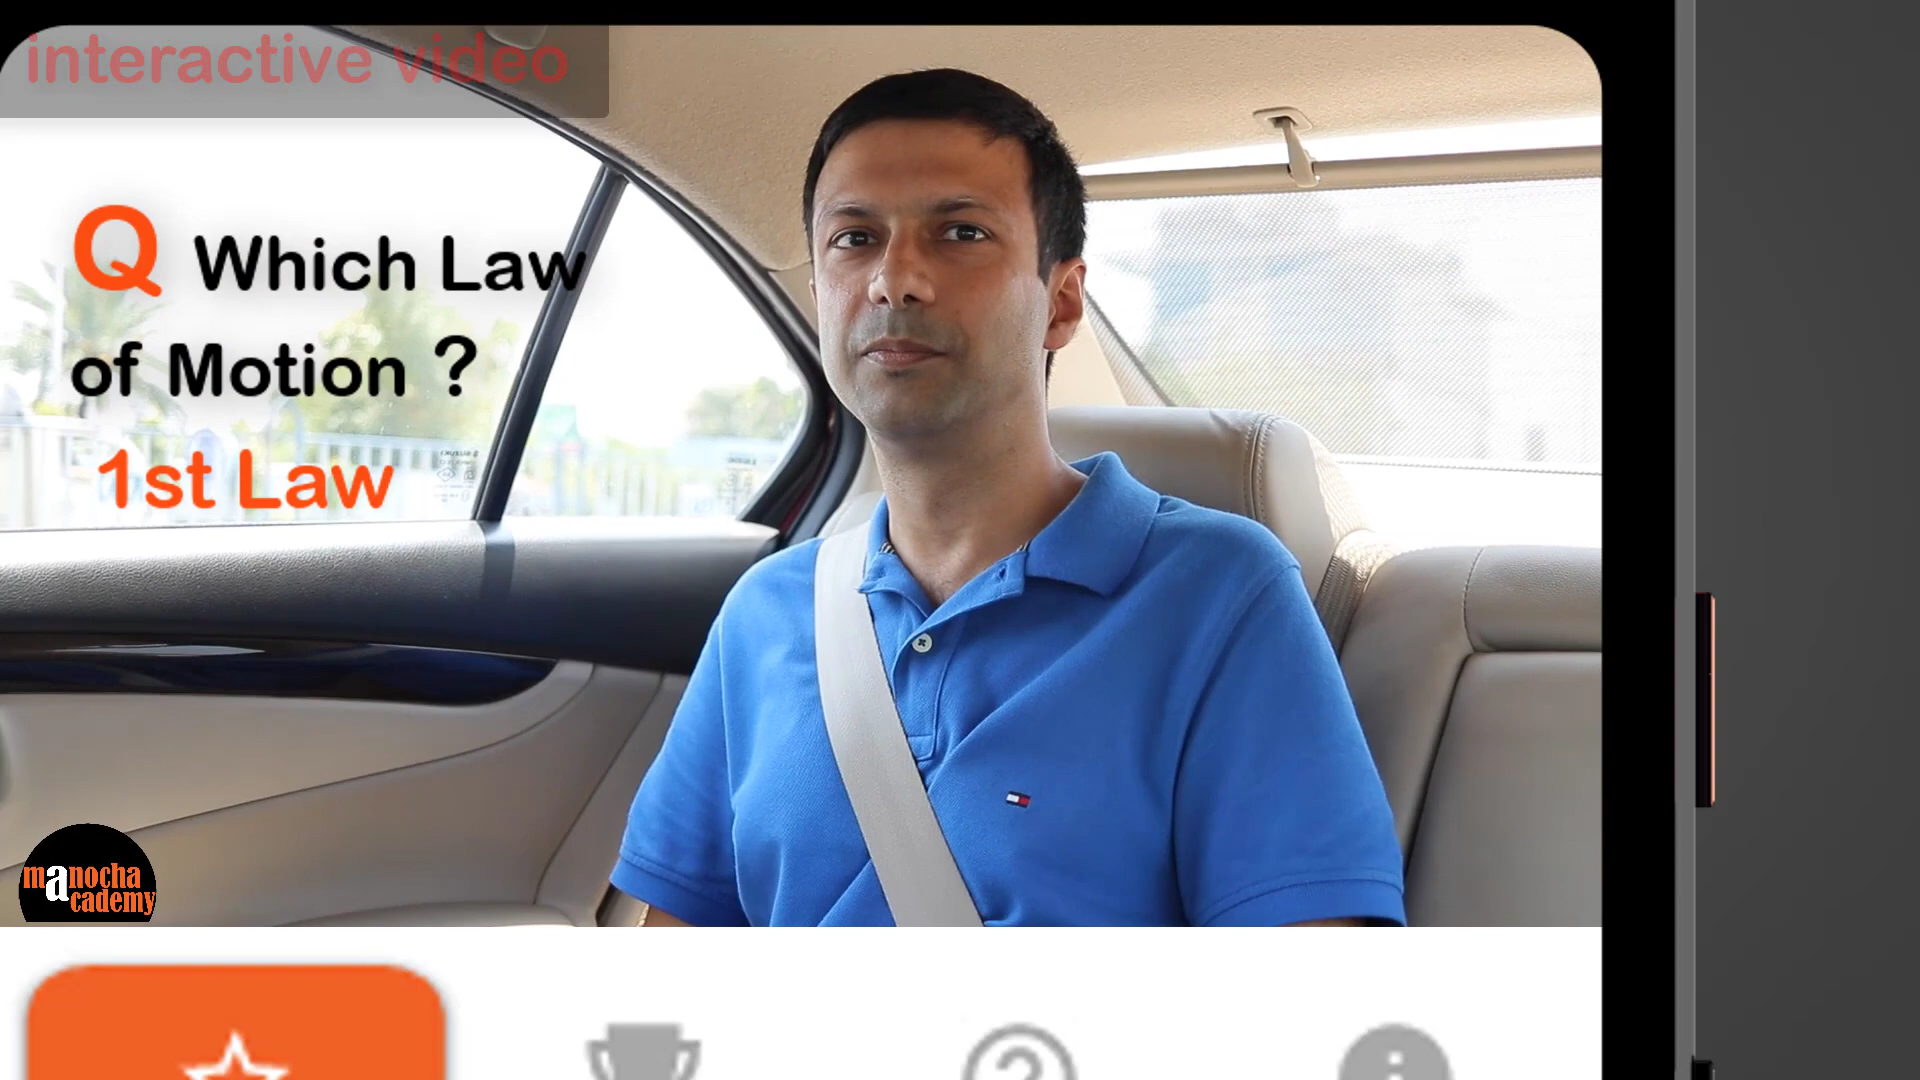 interactive video
Q Which Law
of Motion ?
1st Law
manocha
academy